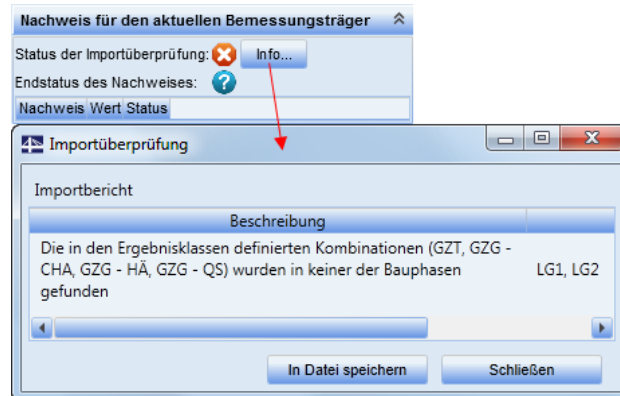 Nachweis für den aktuellen Bemessungsträger
Status der Importüberprüfung: Info...
Endstatus des Nachweises:
Nachweis Wert Status
Importüberprüfung
Importbericht
Beschreibung
Die in den Ergebnisklassen definierten Kombinationen (GZT, GZG -
CHA, GZG - HÄ, GZG - QS) wurden in keiner der Bauphasen LG1, LG2
gefunden
In Datei speichern Schließen